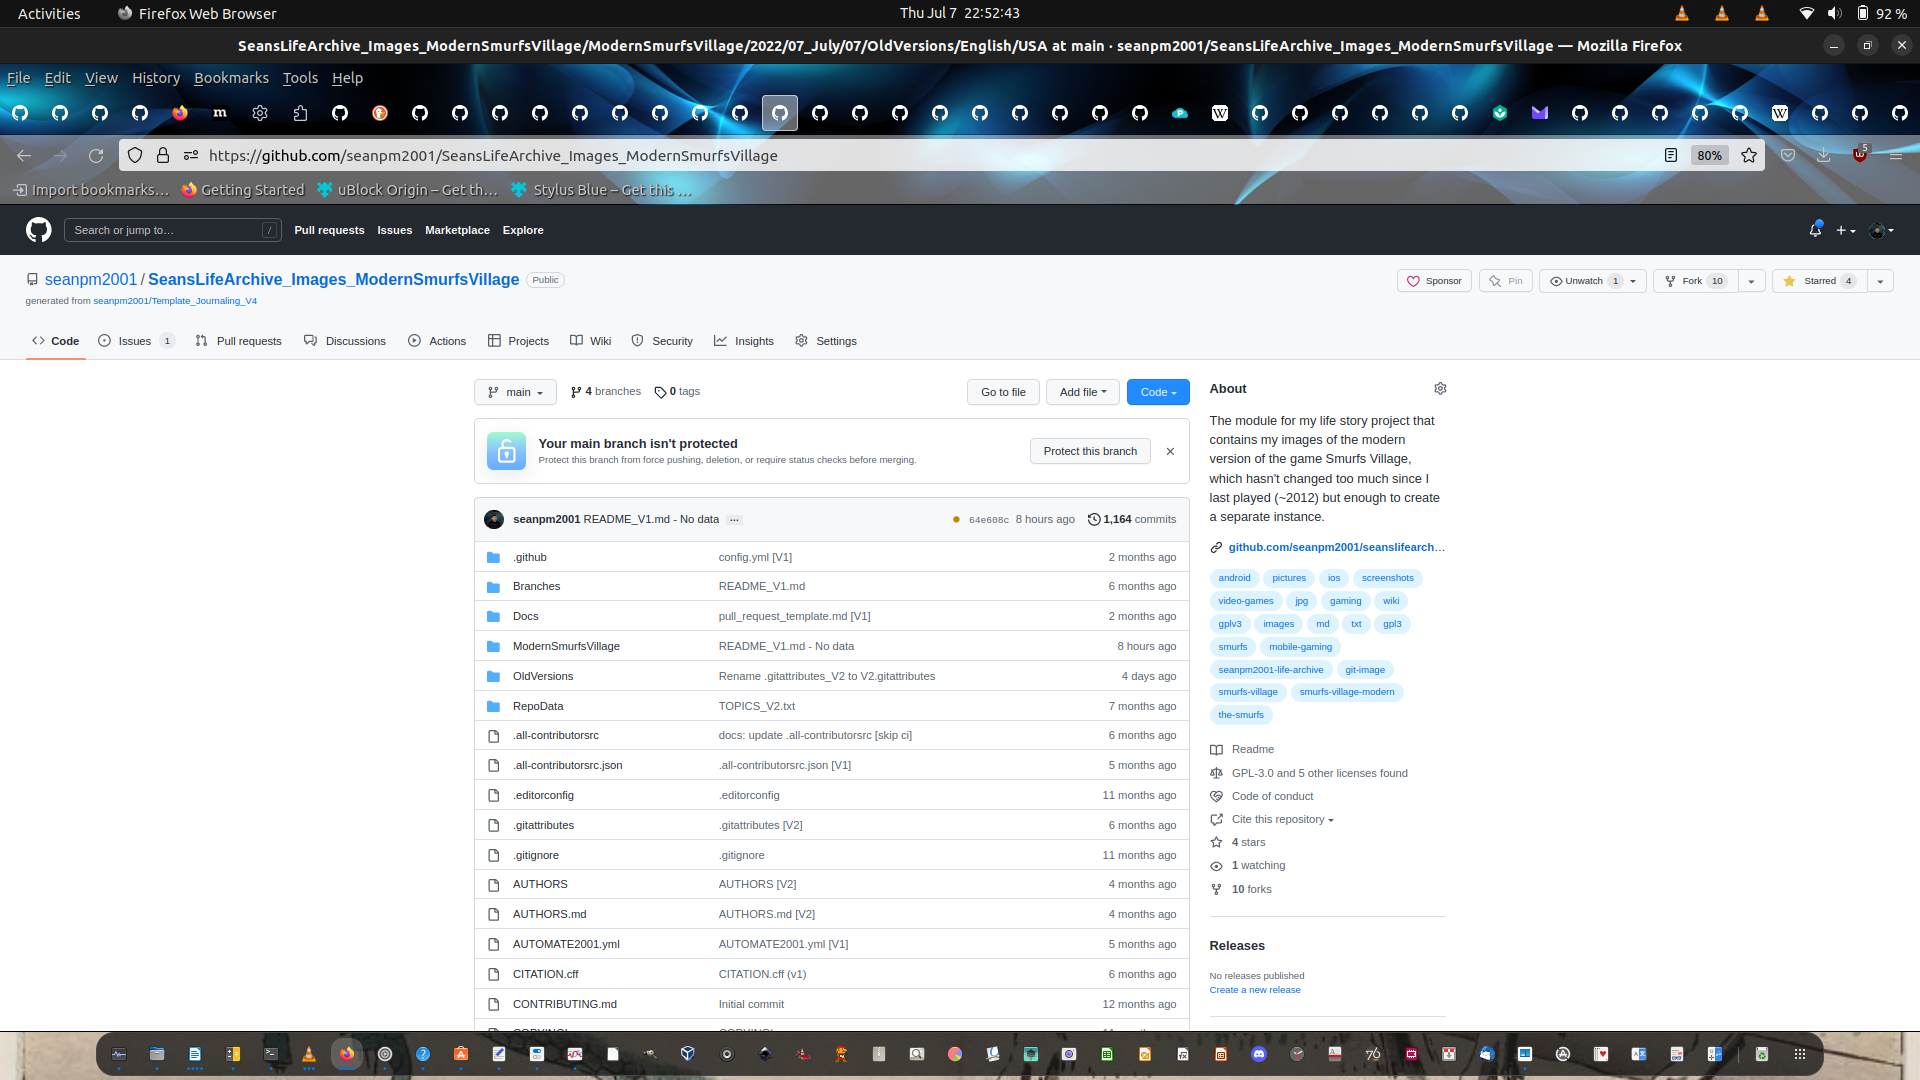 Activities
Firefox Web Browser
Thu Jul 7 22:52:43
92 %
SeansLifeArchive_Images_ModernSmurfsVillage/ModernSmurfsVillage/2022/07_July/07/OldVersions/English/USA at main · seanpm2001/SeansLifeArchive_Images_ModernSmurfsVillage — Mozilla Firefox
File Edit View History Bookmarks Tools Help
https://github.com/seanpm2001/SeansLifeArchive_Images_ModernSmurfsVillage
80%
5
Import bookmarks…
Getting Started
uBlock Origin – Get th…
Stylus Blue – Get this …
Search or jump to…
/
Pull requests Issues Marketplace Explore
seanpm2001 / SeansLifeArchive_Images_ModernSmurfsVillage Public
Sponsor
Pin
Unwatch 1
Fork 10
Starred 4
generated from seanpm2001/Template_Journaling_V4
Code
Issues 1
Pull requests
Discussions
Actions
Projects
Wiki
Security
Insights
Settings
main
4 branches
0 tags
Go to file
Add file
Code
Your main branch isn't protected
Protect this branch from force pushing, deletion, or require status checks before merging.
Protect this branch
seanpm2001 README_V1.md - No data … 64e608c 8 hours ago 1,164 commits
.github config.yml [V1] 2 months ago
Branches README_V1.md 6 months ago
Docs pull_request_template.md [V1] 2 months ago
ModernSmurfsVillage README_V1.md - No data 8 hours ago
OldVersions Rename .gitattributes_V2 to V2.gitattributes 4 days ago
RepoData TOPICS_V2.txt 7 months ago
.all-contributorsrc docs: update .all-contributorsrc [skip ci] 6 months ago
.all-contributorsrc.json .all-contributorsrc.json [V1] 5 months ago
.editorconfig .editorconfig 11 months ago
.gitattributes .gitattributes [V2] 6 months ago
.gitignore .gitignore 11 months ago
AUTHORS AUTHORS [V2] 4 months ago
AUTHORS.md AUTHORS.md [V2] 4 months ago
AUTOMATE2001.yml AUTOMATE2001.yml [V1] 5 months ago
CITATION.cff CITATION.cff (v1) 6 months ago
CONTRIBUTING.md Initial commit 12 months ago
About
The module for my life story project that
contains my images of the modern
version of the game Smurfs Village,
which hasn't changed too much since I
last played (~2012) but enough to create
a separate instance.
github.com/seanpm2001/seanslifearch…
android pictures ios screenshots
video-games jpg gaming wiki
gplv3 images md txt gpl3
smurfs mobile-gaming
seanpm2001-life-archive git-image
smurfs-village smurfs-village-modern
the-smurfs
Readme
GPL-3.0 and 5 other licenses found
Code of conduct
Cite this repository
4 stars
1 watching
10 forks
Releases
No releases published
Create a new release